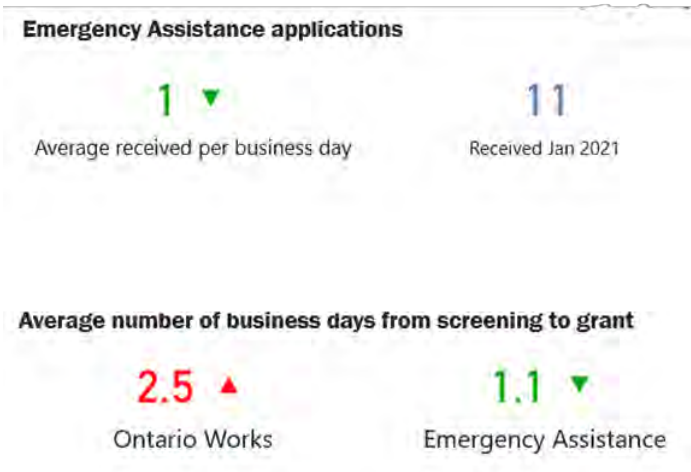 Emergency Assistance applications
1 ▼
11
Average received per business day
Received Jan 2021
Average number of business days from screening to grant
2.5 ▲
1.1 ▼
Ontario Works
Emergency Assistance